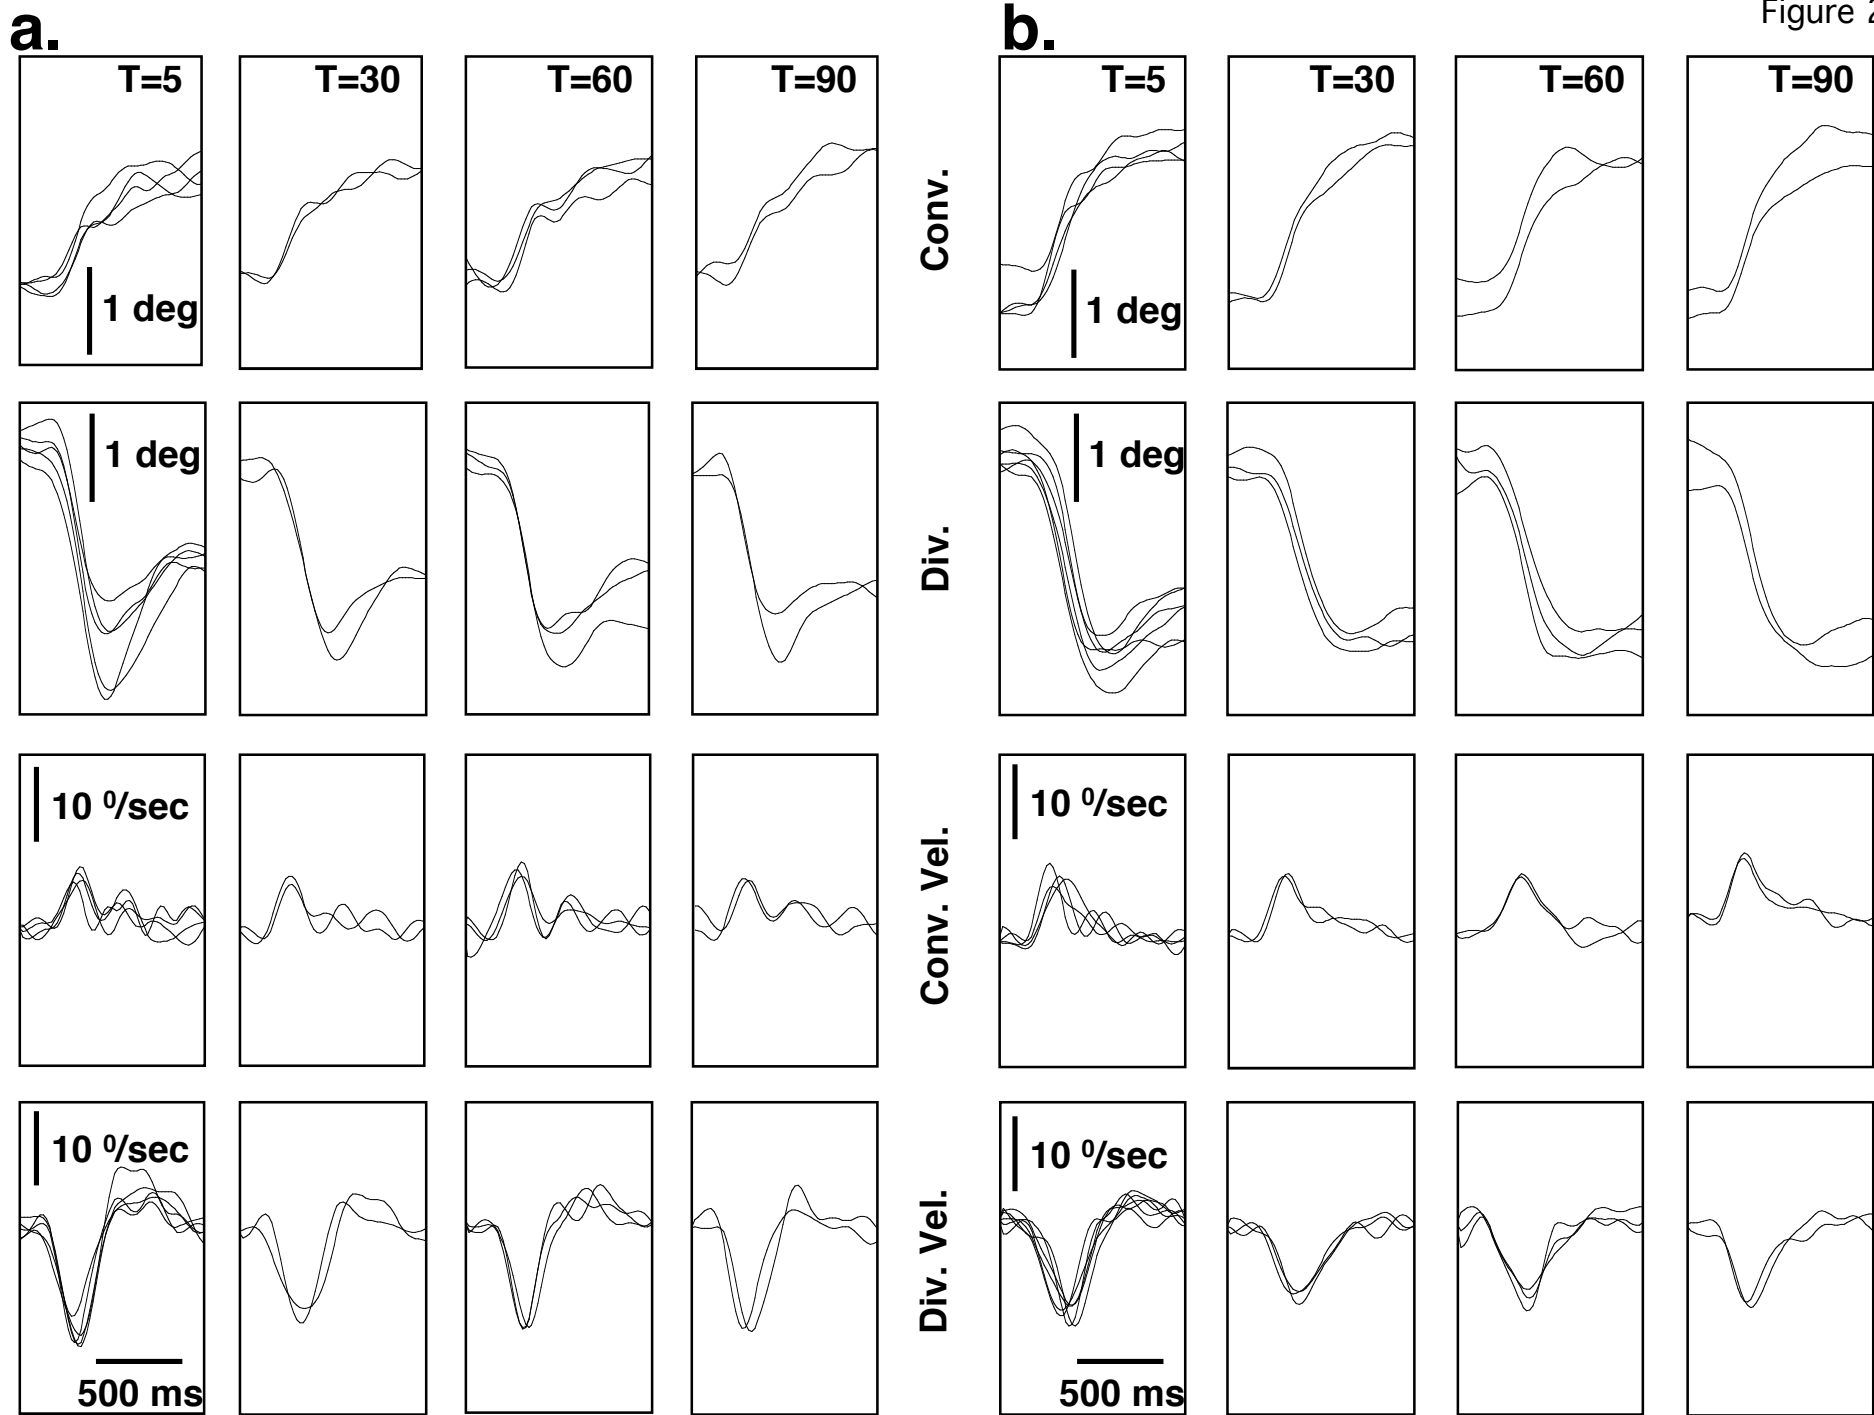 Figure 2
a.
b.
T=5
T=30
T=60
T=90
Conv.
T=5
T=30
T=60
T=90
1 deg
1 deg
1 deg
Div.
1 deg
10 ⁰/sec
Conv. Vel.
10 ⁰/sec
10 ⁰/sec
Div. Vel.
10 ⁰/sec
500 ms
500 ms